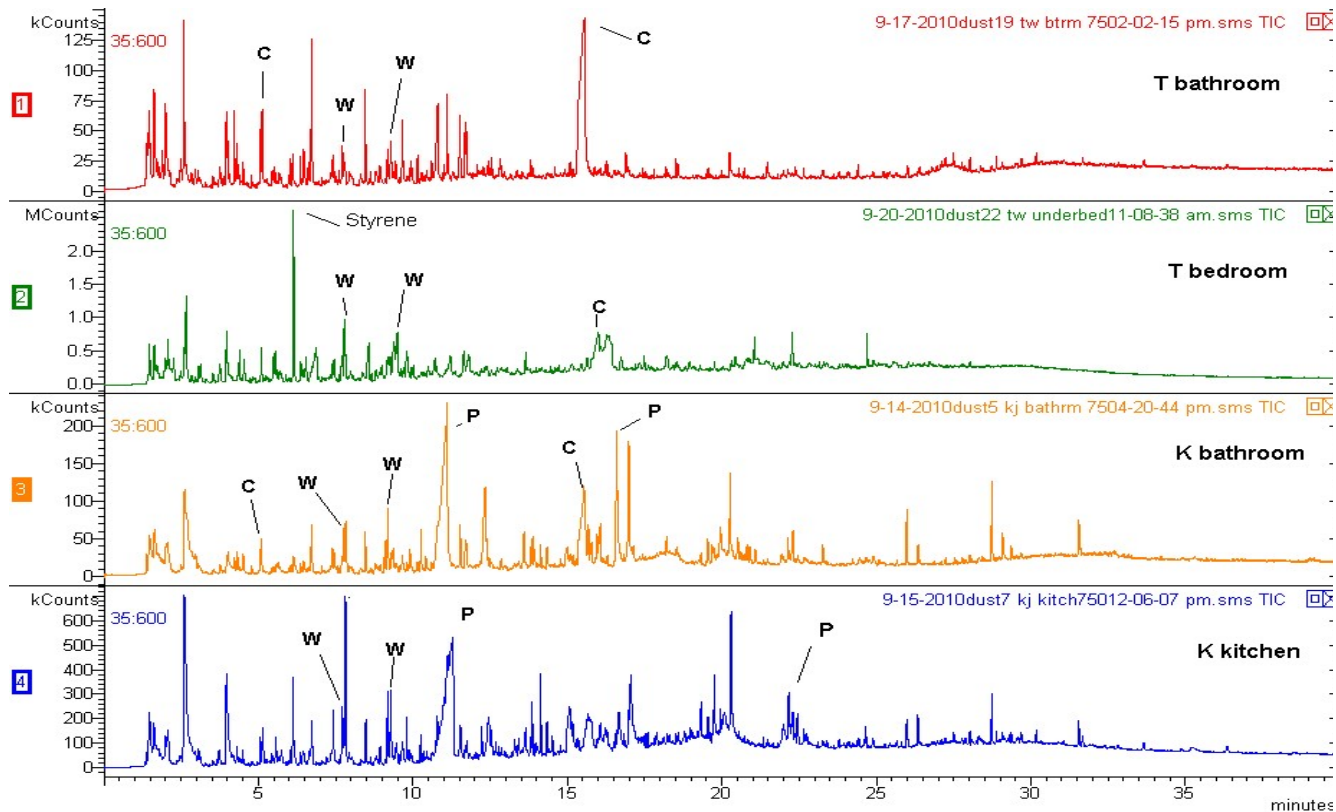 kCounts
9-17-2010dust19 tw btrm 7502-02-15 pm.sms TIC
35:600
125
C
C
T bathroom
100
W
W
75
1
50
25
0
MCounts
9-20-2010dust22 tw underbed11-08-38 am.sms TIC
Styrene
35:600
2.0
T bedroom
W
W
1.5
2
C
1.0
0.5
0.0
kCounts
9-14-2010dust5 kj bathrm 7504-20-44 pm.sms TIC
P
P
35:600
200
K bathroom
C
W
150
C
W
3
100
50
0
kCounts
9-15-2010dust7 kj kitch75012-06-07 pm.sms TIC
P
35:600
600
P
W
W
500
K kitchen
400
4
300
200
100
0
5 10 15 20 25 30 35
minutes